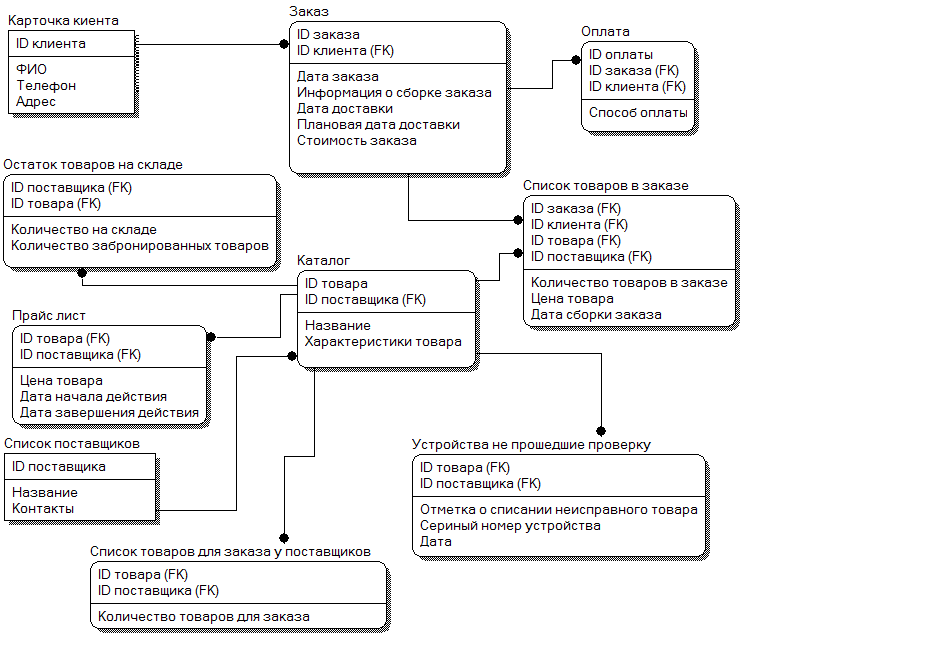 Карточка киента
ID клиента
ФИО
Телефон
Адрес
Заказ
ID заказа
ID клиента (FK)
Дата заказа
Информация о сборке заказа
Дата доставки
Плановая дата доставки
Стоимость заказа
Оплата
ID оплаты
ID заказа (FK)
ID клиента (FK)
Способ оплаты
Остаток товаров на складе
ID поставщика (FK)
ID товара (FK)
Количество на складе
Количество забронированных товаров
Список товаров в заказе
ID заказа (FK)
ID клиента (FK)
ID товара (FK)
ID поставщика (FK)
Количество товаров в заказе
Цена товара
Дата сборки заказа
Каталог
ID товара
ID поставщика (FK)
Название
Характеристики товара
Прайс лист
ID товара (FK)
ID поставщика (FK)
Цена товара
Дата начала действия
Дата завершения действия
Список поставщиков
ID поставщика
Название
Контакты
Устройства не прошедшие проверку
ID товара (FK)
ID поставщика (FK)
Отметка о списании неисправного товара
Сериный номер устройства
Дата
Список товаров для заказа у поставщиков
ID товара (FK)
ID поставщика (FK)
Количество товаров для заказа